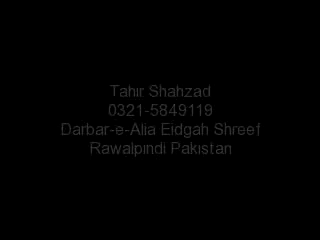 Tahir Shahzad
0321-5849119
Darbar-e-Alia Eidgah Shreef
Rawalpindi Pakistan